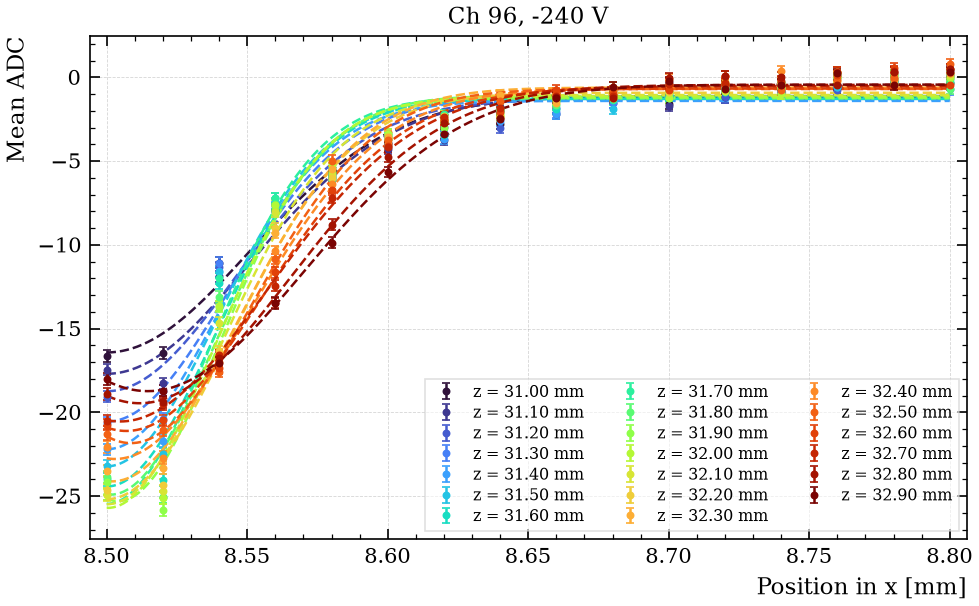 Ch 96, -240 V
Mean ADC
0
−5
−10
−15
−20
−25
z = 31.00 mm
z = 31.10 mm
z = 31.20 mm
z = 31.30 mm
z = 31.40 mm
z = 31.50 mm
z = 31.60 mm
z = 31.70 mm
z = 31.80 mm
z = 31.90 mm
z = 32.00 mm
z = 32.10 mm
z = 32.20 mm
z = 32.30 mm
z = 32.40 mm
z = 32.50 mm
z = 32.60 mm
z = 32.70 mm
z = 32.80 mm
z = 32.90 mm
8.50 8.55 8.60 8.65 8.70 8.75 8.80
Position in x [mm]